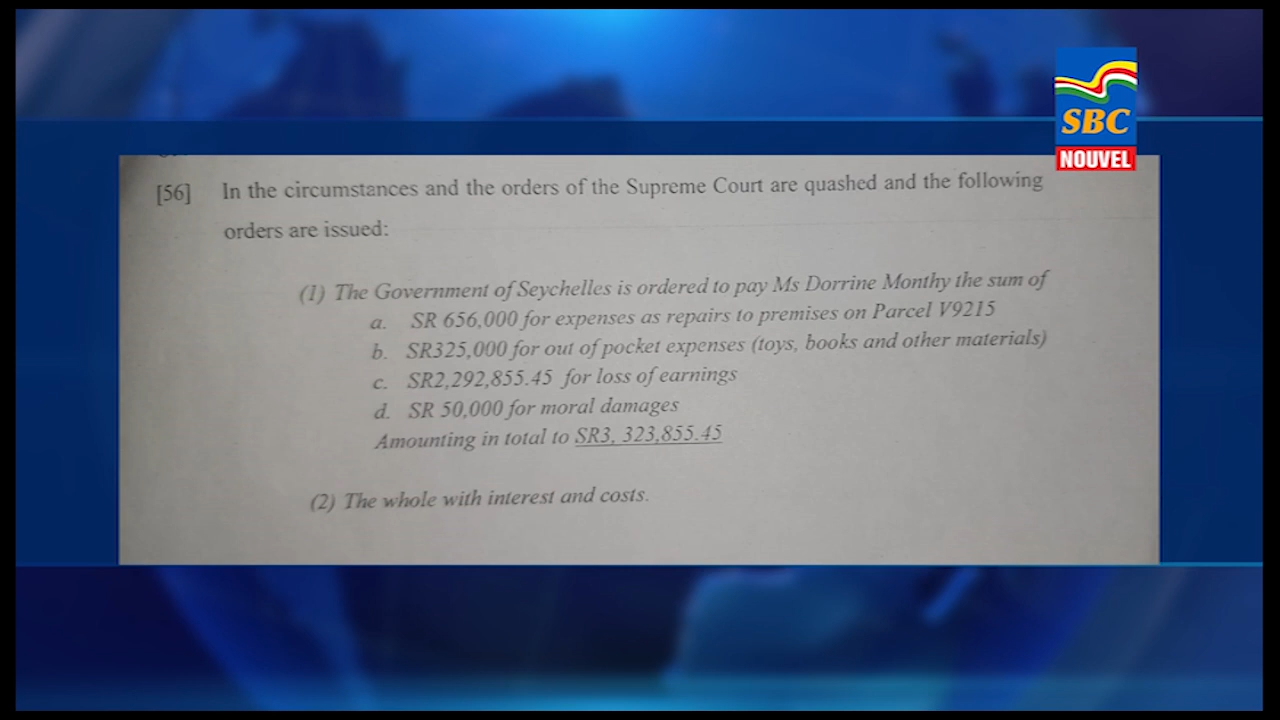 SBC
NOUVEL
[56] In the circumstances and the orders of the Supreme Court are quashed and the following
orders are issued:
(1) The Government of Seychelles is ordered to pay Ms Dorrine Monthy the sum of
a. SR 656,000 for expenses as repairs to premises on Parcel V9215
b. SR325,000 for out of pocket expenses (toys, books and other materials)
c. SR2,292,855.45 for loss of earnings
d. SR 50,000 for moral damages
Amounting in total to SR3, 323,855.45
(2) The whole with interest and costs.